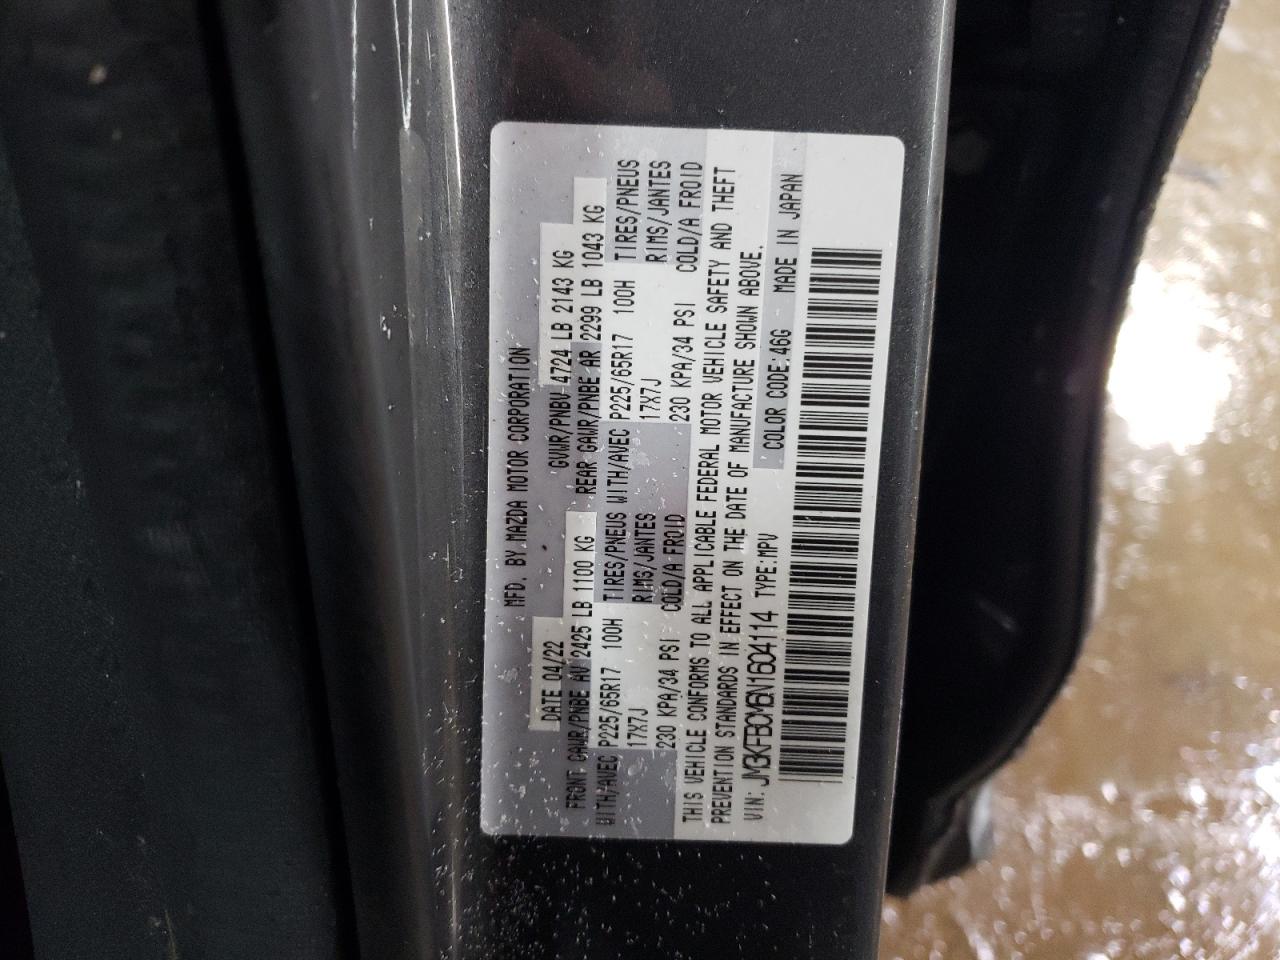 MFD. BY MAZDA MOTOR CORPORATION
DATE 04/22 GVWR/PNBV 4724 LB 2143 KG
FRONT GAWR/PNBE AV 2425 LB 1100 KG REAR GAWR/PNBE AR 2299 LB 1043 KG
WITH/AVEC P225/65R17 100H TIRES/PNEUS WITH/AVEC P225/65R17 100H TIRES/PNEUS
17X7J RIMS/JANTES 17X7J RIMS/JANTES
230 KPA/34 PSI COLD/A FROID 230 KPA/34 PSI COLD/A FROID
THIS VEHICLE CONFORMS TO ALL APPLICABLE FEDERAL MOTOR VEHICLE SAFETY AND THEFT
PREVENTION STANDARDS IN EFFECT ON THE DATE OF MANUFACTURE SHOWN ABOVE.
VIN: JM3KFBCM6N1604114 TYPE:MPV COLOR CODE:46G MADE IN JAPAN